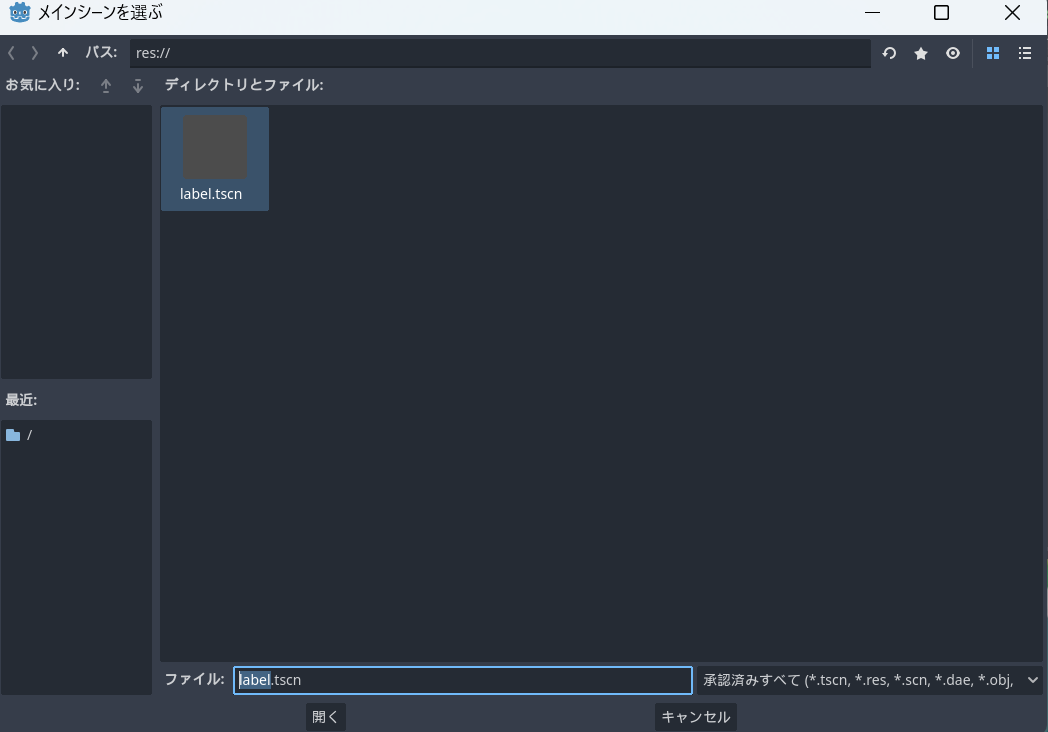 メインシーンを選ぶ
パス: res://
お気に入り:
ディレクトリとファイル:
label.tscn
最近:
/
ファイル: label.tscn 承認済みすべて (*.tscn, *.res, *.scn, *.dae, *.obj,
開く キャンセル